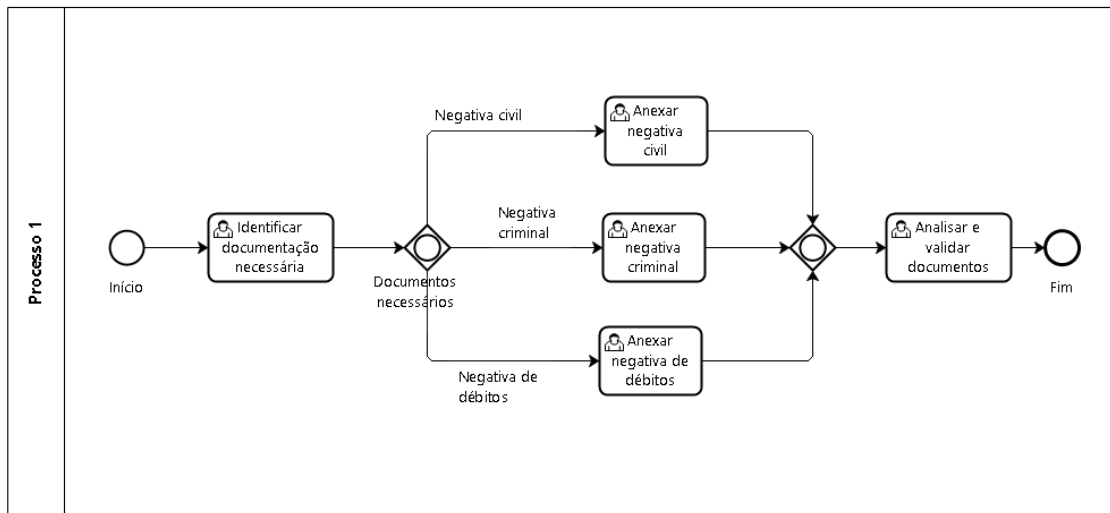 Processo 1
Início
Identificar
documentação
necessária
Documentos
necessários
Negativa civil
Anexar
negativa
civil
Negativa
criminal
Anexar
negativa
criminal
Negativa de
débitos
Anexar
negativa de
débitos
Analisar e
validar
documentos
Fim